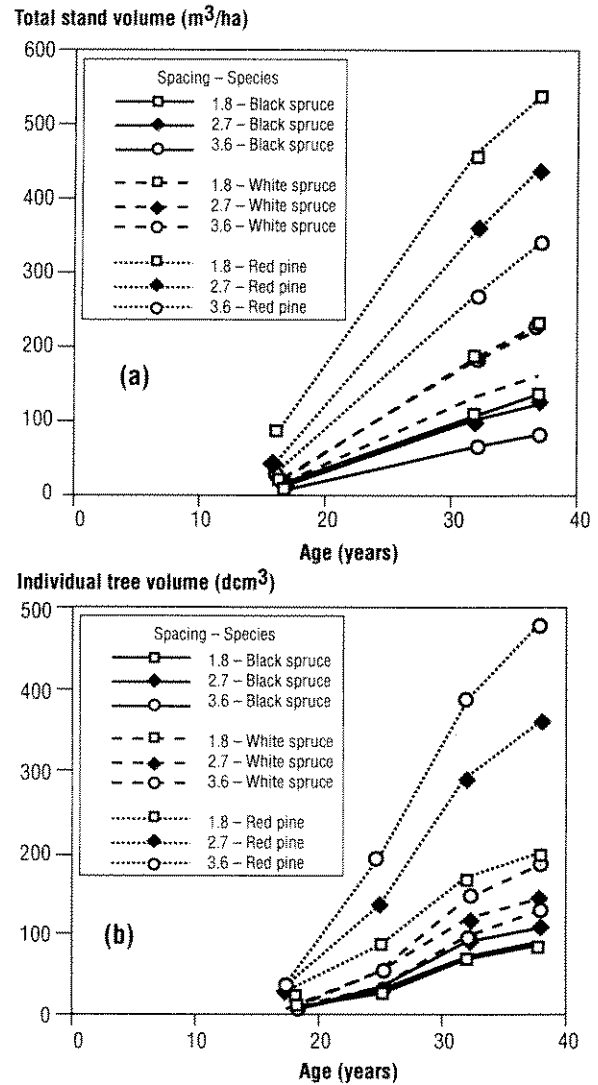 Total stand volume (m³/ha)
600
500
400
300
200
100
0
Spacing – Species
1.8 – Black spruce
2.7 – Black spruce
3.6 – Black spruce
1.8 – White spruce
2.7 – White spruce
3.6 – White spruce
1.8 – Red pine
2.7 – Red pine
3.6 – Red pine
(a)
0 10 20 30 40
Age (years)
Individual tree volume (dcm³)
500
400
300
200
100
0
Spacing – Species
1.8 – Black spruce
2.7 – Black spruce
3.6 – Black spruce
1.8 – White spruce
2.7 – White spruce
3.6 – White spruce
1.8 – Red pine
2.7 – Red pine
3.6 – Red pine
(b)
0 10 20 30 40
Age (years)